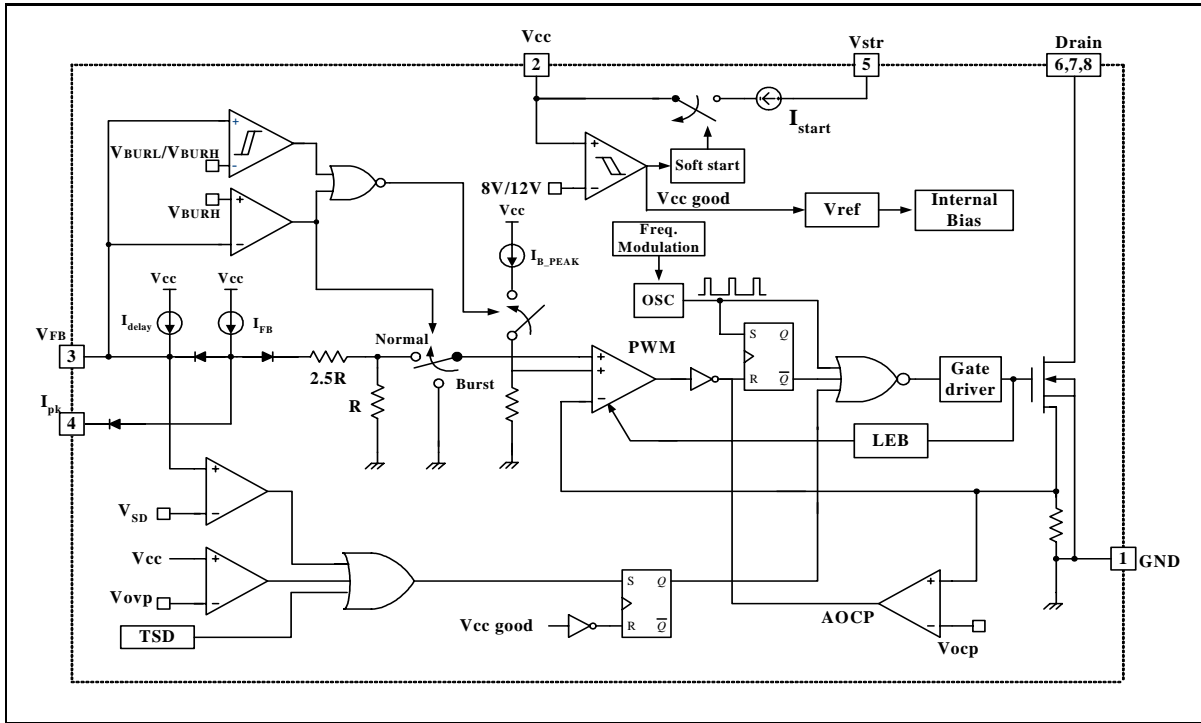 Vcc
Vstr
Drain
2
5
6,7,8
Istart
+
-
VBURL/VBURH
+
−
8V/12V
Soft start
Vcc good
VBURH
+
−
Vcc
Vref
Internal
Bias
Freq.
Modulation
IB_PEAK
OSC
Vcc
Vcc
Idelay
IFB
VFB
3
Normal
2.5R
Burst
R
PWM
+
+
−
S
Q
R
Q̅
Gate
driver
Ipk
4
LEB
+
−
VSD
Vcc
+
−
Vovp
TSD
S
Q
R
Q̅
Vcc good
1
GND
+
−
AOCP
Vocp